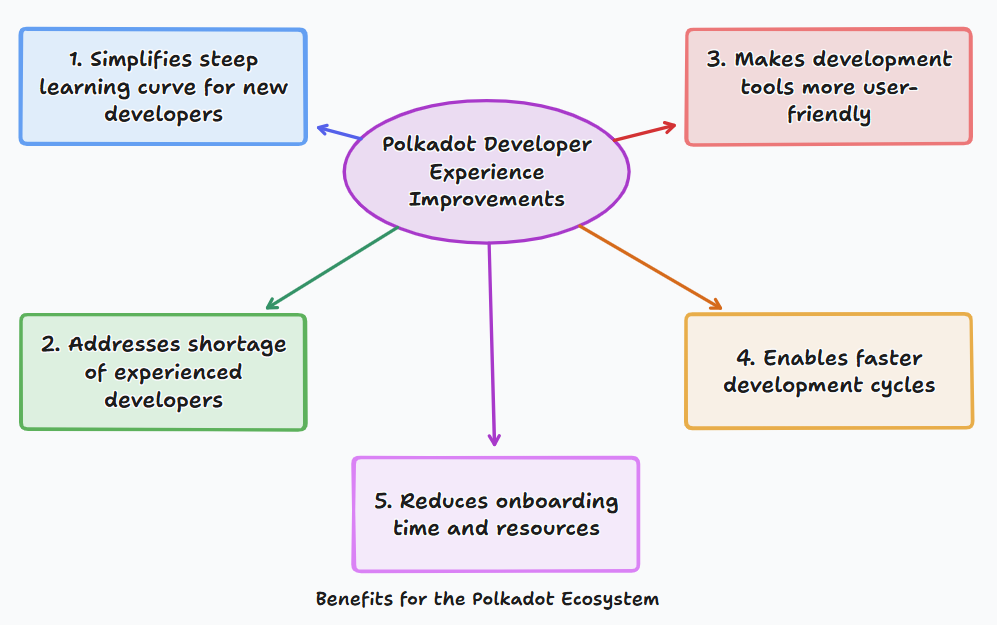 1. Simplifies steep
learning curve for new
developers
3. Makes development
tools more user-
friendly
Polkadot Developer
Experience
Improvements
2. Addresses shortage
of experienced
developers
4. Enables faster
development cycles
5. Reduces onboarding
time and resources
Benefits for the Polkadot Ecosystem